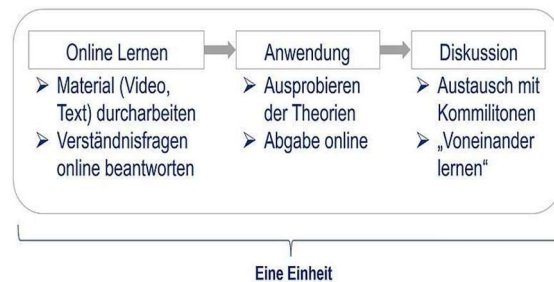 Online Lernen
➢ Material (Video,
Text) durcharbeiten
➢ Verständnisfragen
online beantworten
Anwendung
➢ Ausprobieren
der Theorien
➢ Abgabe online
Diskussion
➢ Austausch mit
Kommilitonen
➢ „Voneinander
lernen“
Eine Einheit